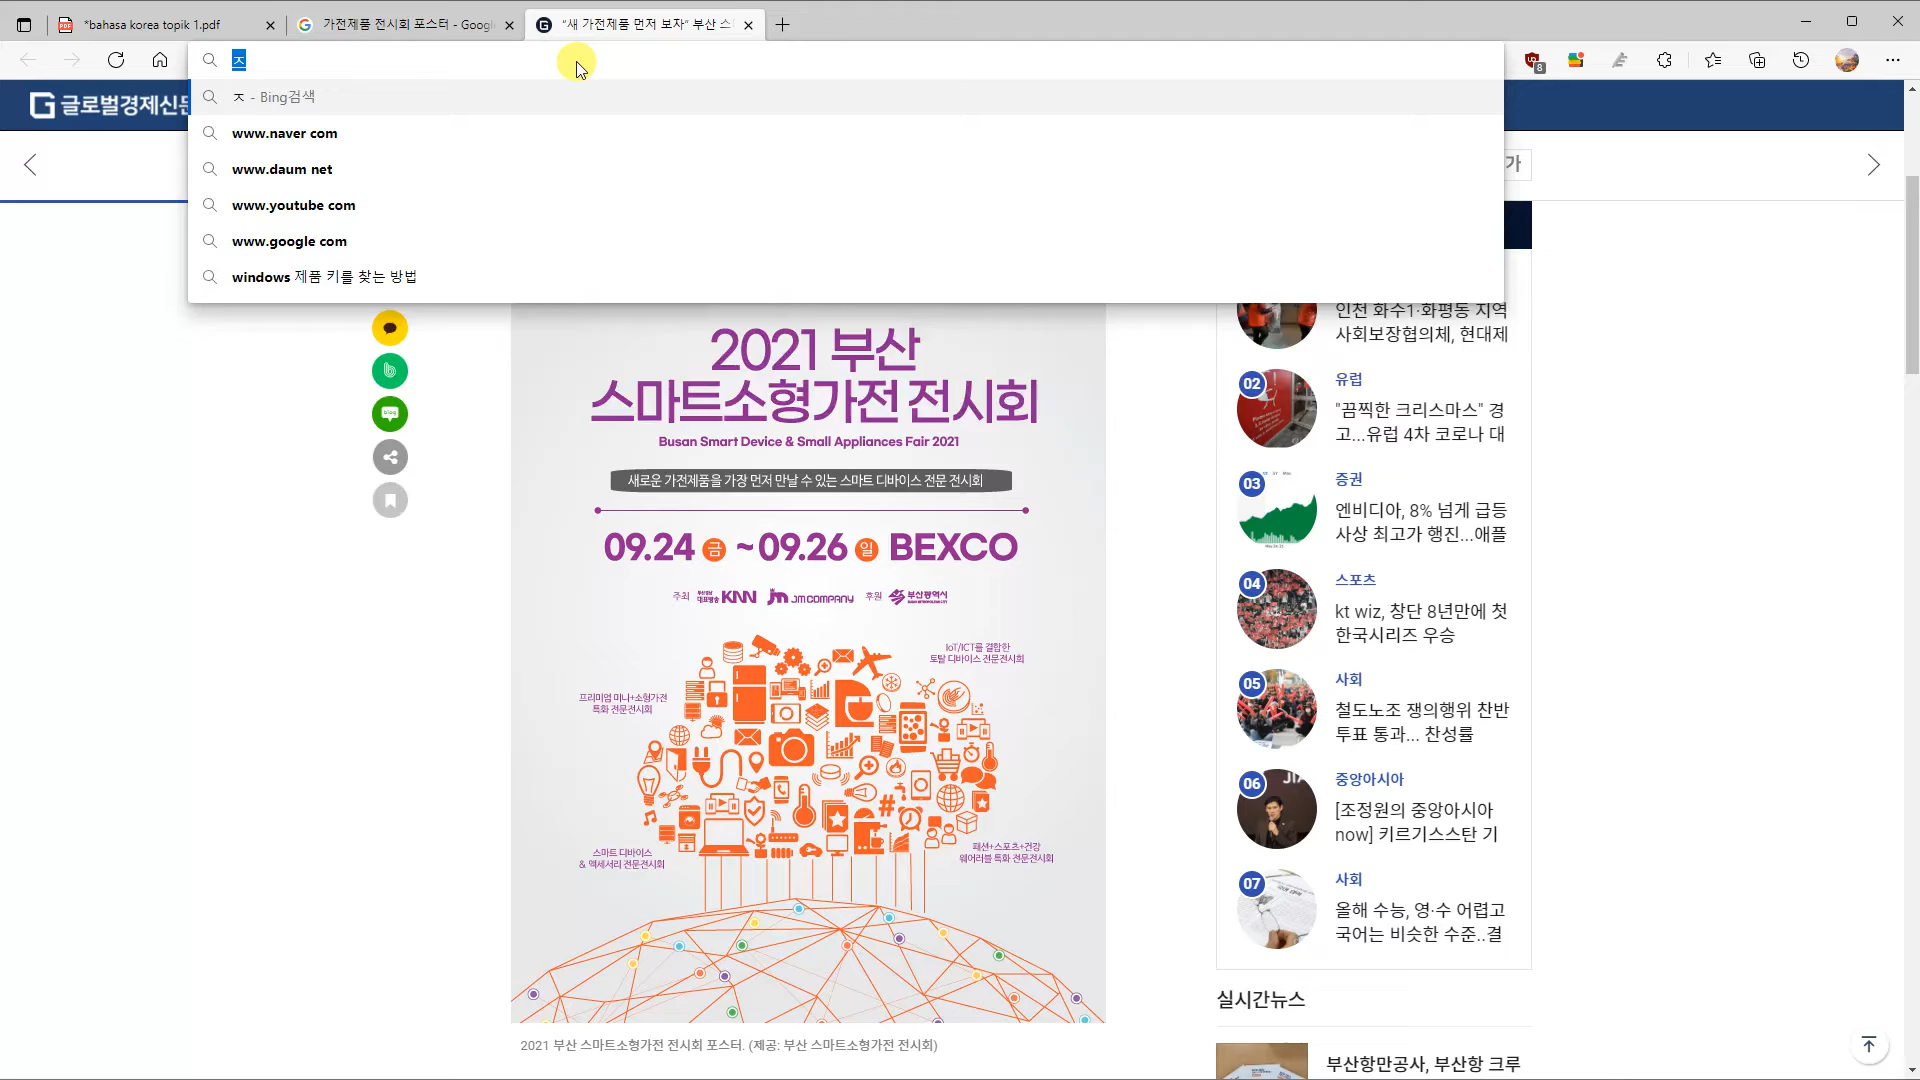 *bahasa korea topik 1.pdf
가전제품 전시회 포스터 - Googl
"새 가전제품 먼저 보자" 부산 스
ㅈ
8
ㅈ - Bing검색
www.naver com
www.daum net
www.youtube com
www.google com
windows 제품 키를 찾는 방법
글로벌경제신문
가
2021 부산
스마트소형가전 전시회
Busan Smart Device & Small Appliances Fair 2021
새로운 가전제품을 가장 먼저 만날 수 있는 스마트 디바이스 전문 전시회
09.24 금 ~ 09.26 일 BEXCO
주최 부산경남 대표방송 KNN JM COMPANY 후원 부산광역시
IoT/ICT를 결합한
토탈 디바이스 전문전시회
프리미엄 미니+소형가전
특화 전문전시회
스마트 디바이스
& 액세서리 전문전시회
패션+스포츠+건강
웨어러블 특화 전문전시회
2021 부산 스마트소형가전 전시회 포스터. (제공: 부산 스마트소형가전 전시회)
blog
인천 화수1·화평동 지역
사회보장협의체, 현대제
02
유럽
"끔찍한 크리스마스" 경
고...유럽 4차 코로나 대
03
증권
엔비디아, 8% 넘게 급등
사상 최고가 행진...애플
04
스포츠
kt wiz, 창단 8년만에 첫
한국시리즈 우승
05
사회
철도노조 쟁의행위 찬반
투표 통과... 찬성률
06
중앙아시아
[조정원의 중앙아시아
now] 키르기스스탄 기
07
사회
올해 수능, 영·수 어렵고
국어는 비슷한 수준..결
실시간뉴스
부산항만공사, 부산항 크루